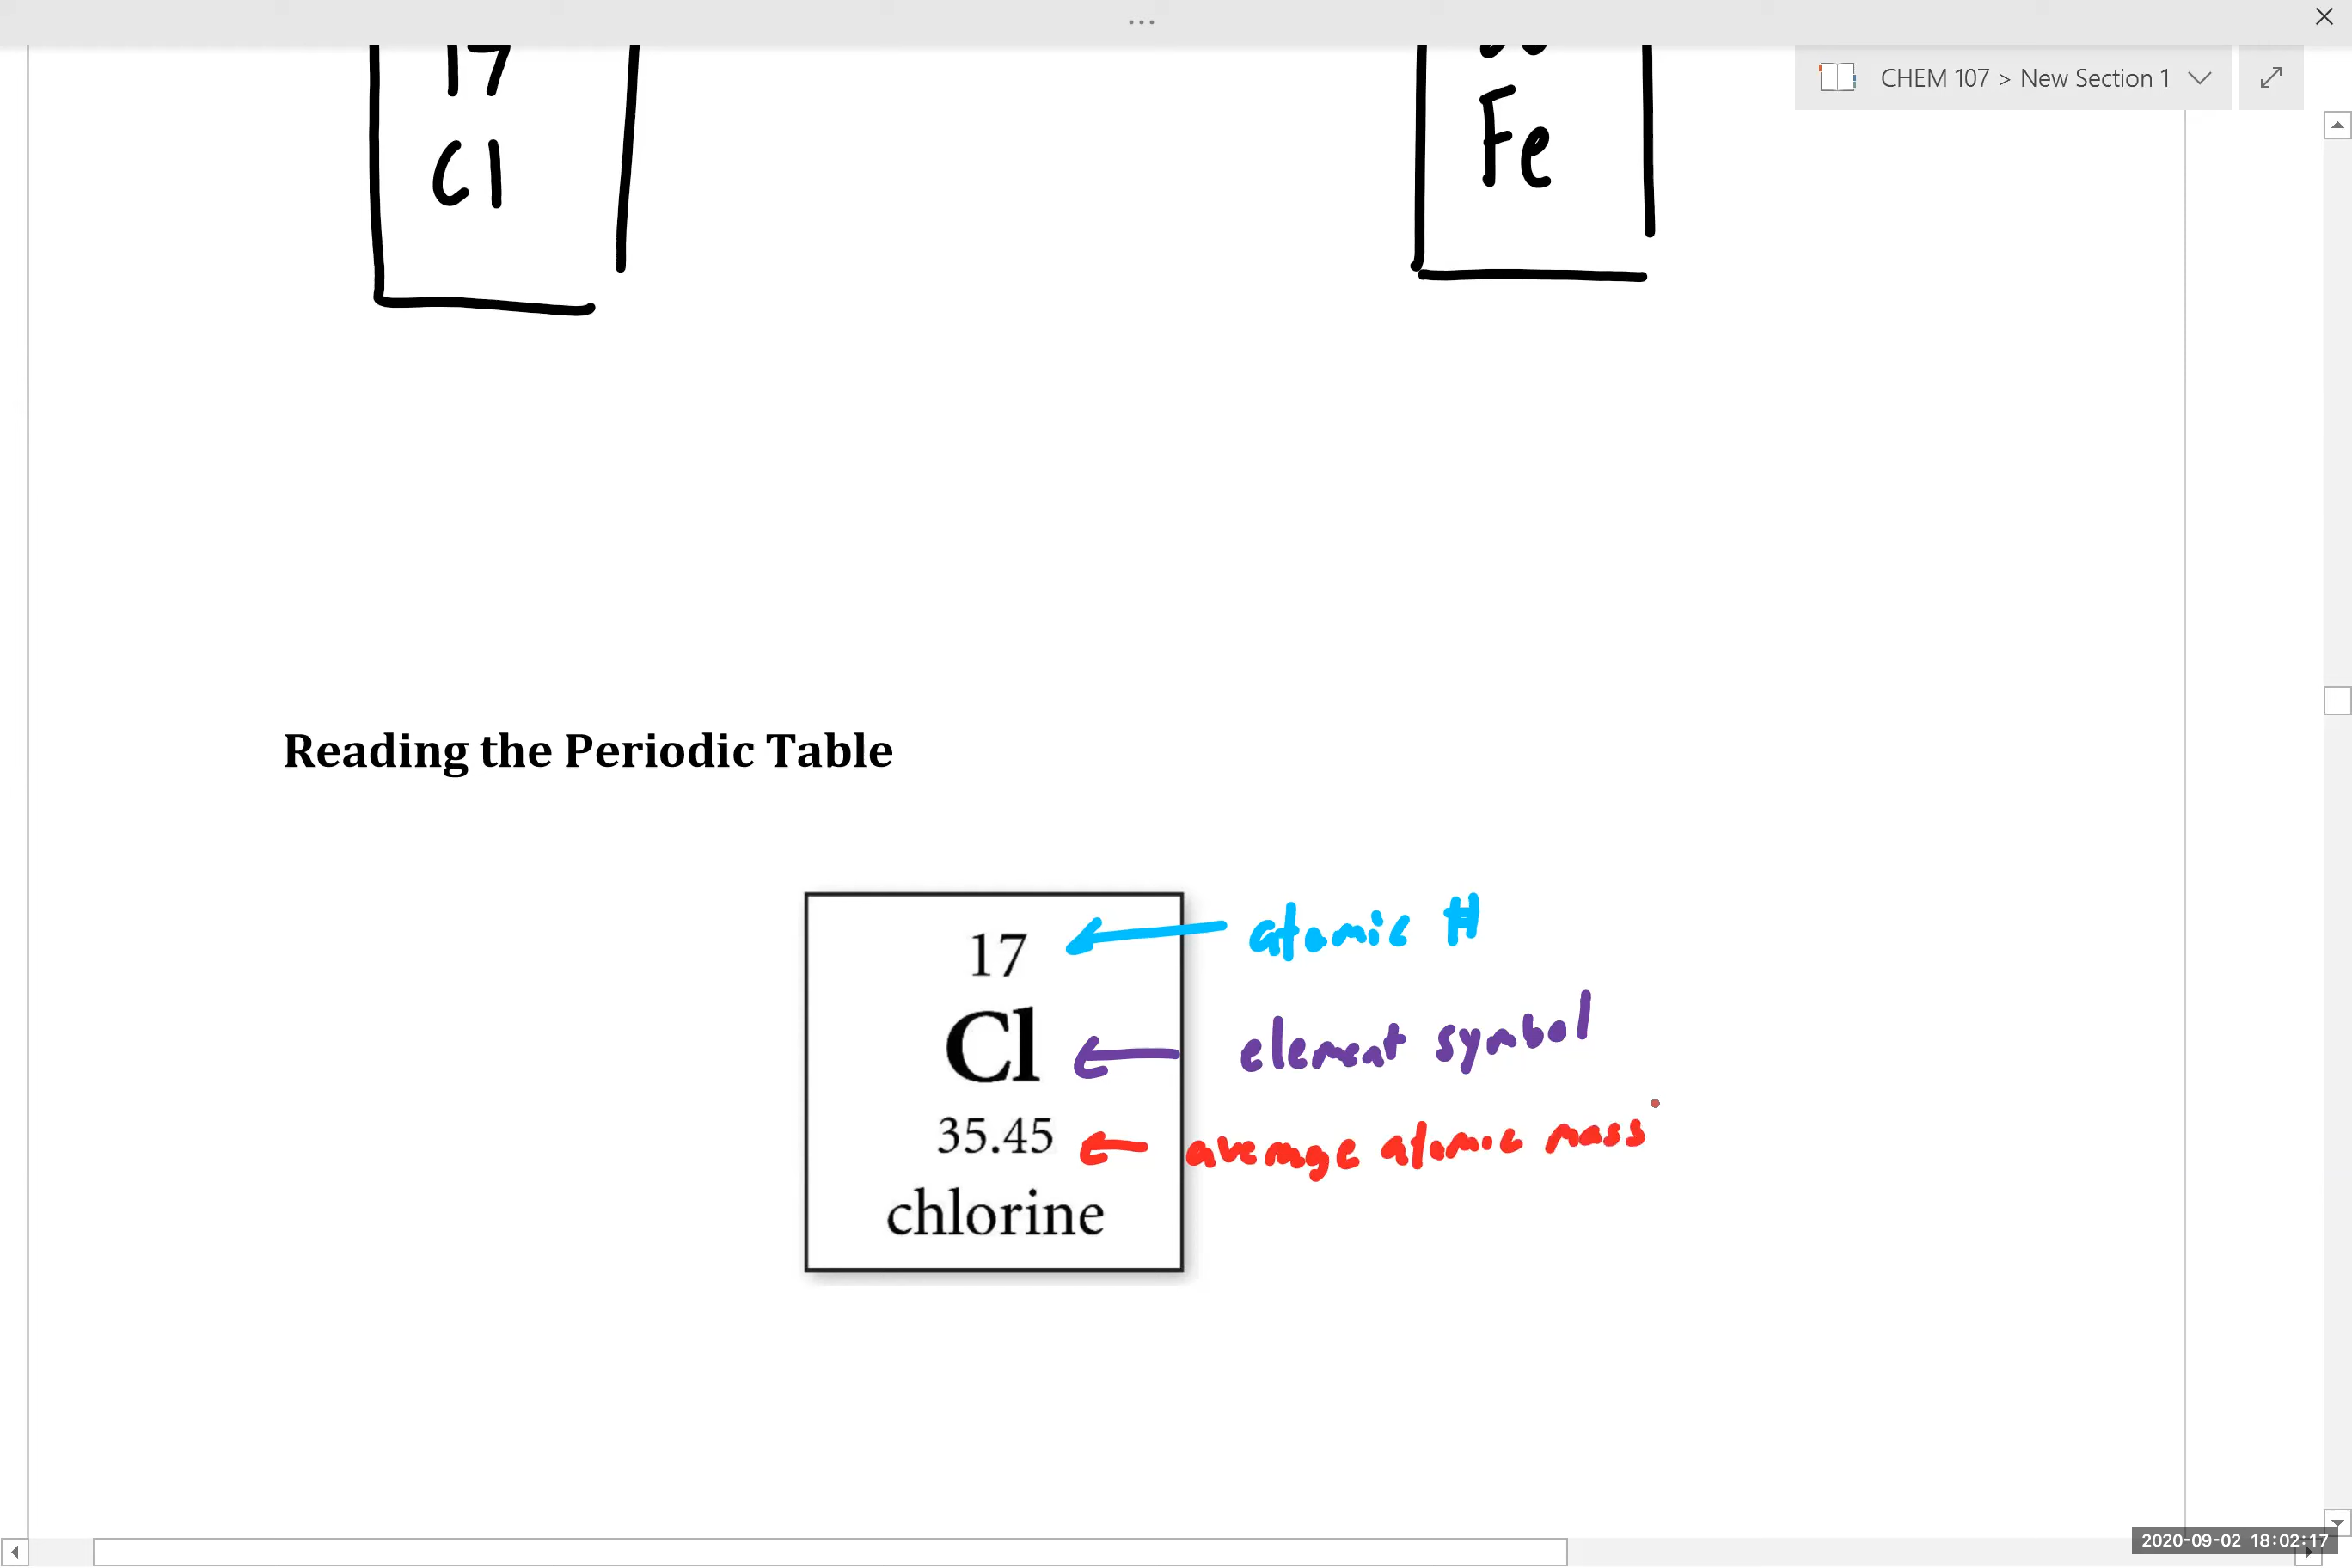 ...
CHEM 107 > New Section 1
17
Cl
Fe
Reading the Periodic Table
17
atomic #
Cl
element symbol
35.45
average atomic mass
chlorine
2020-09-02 18:02:17